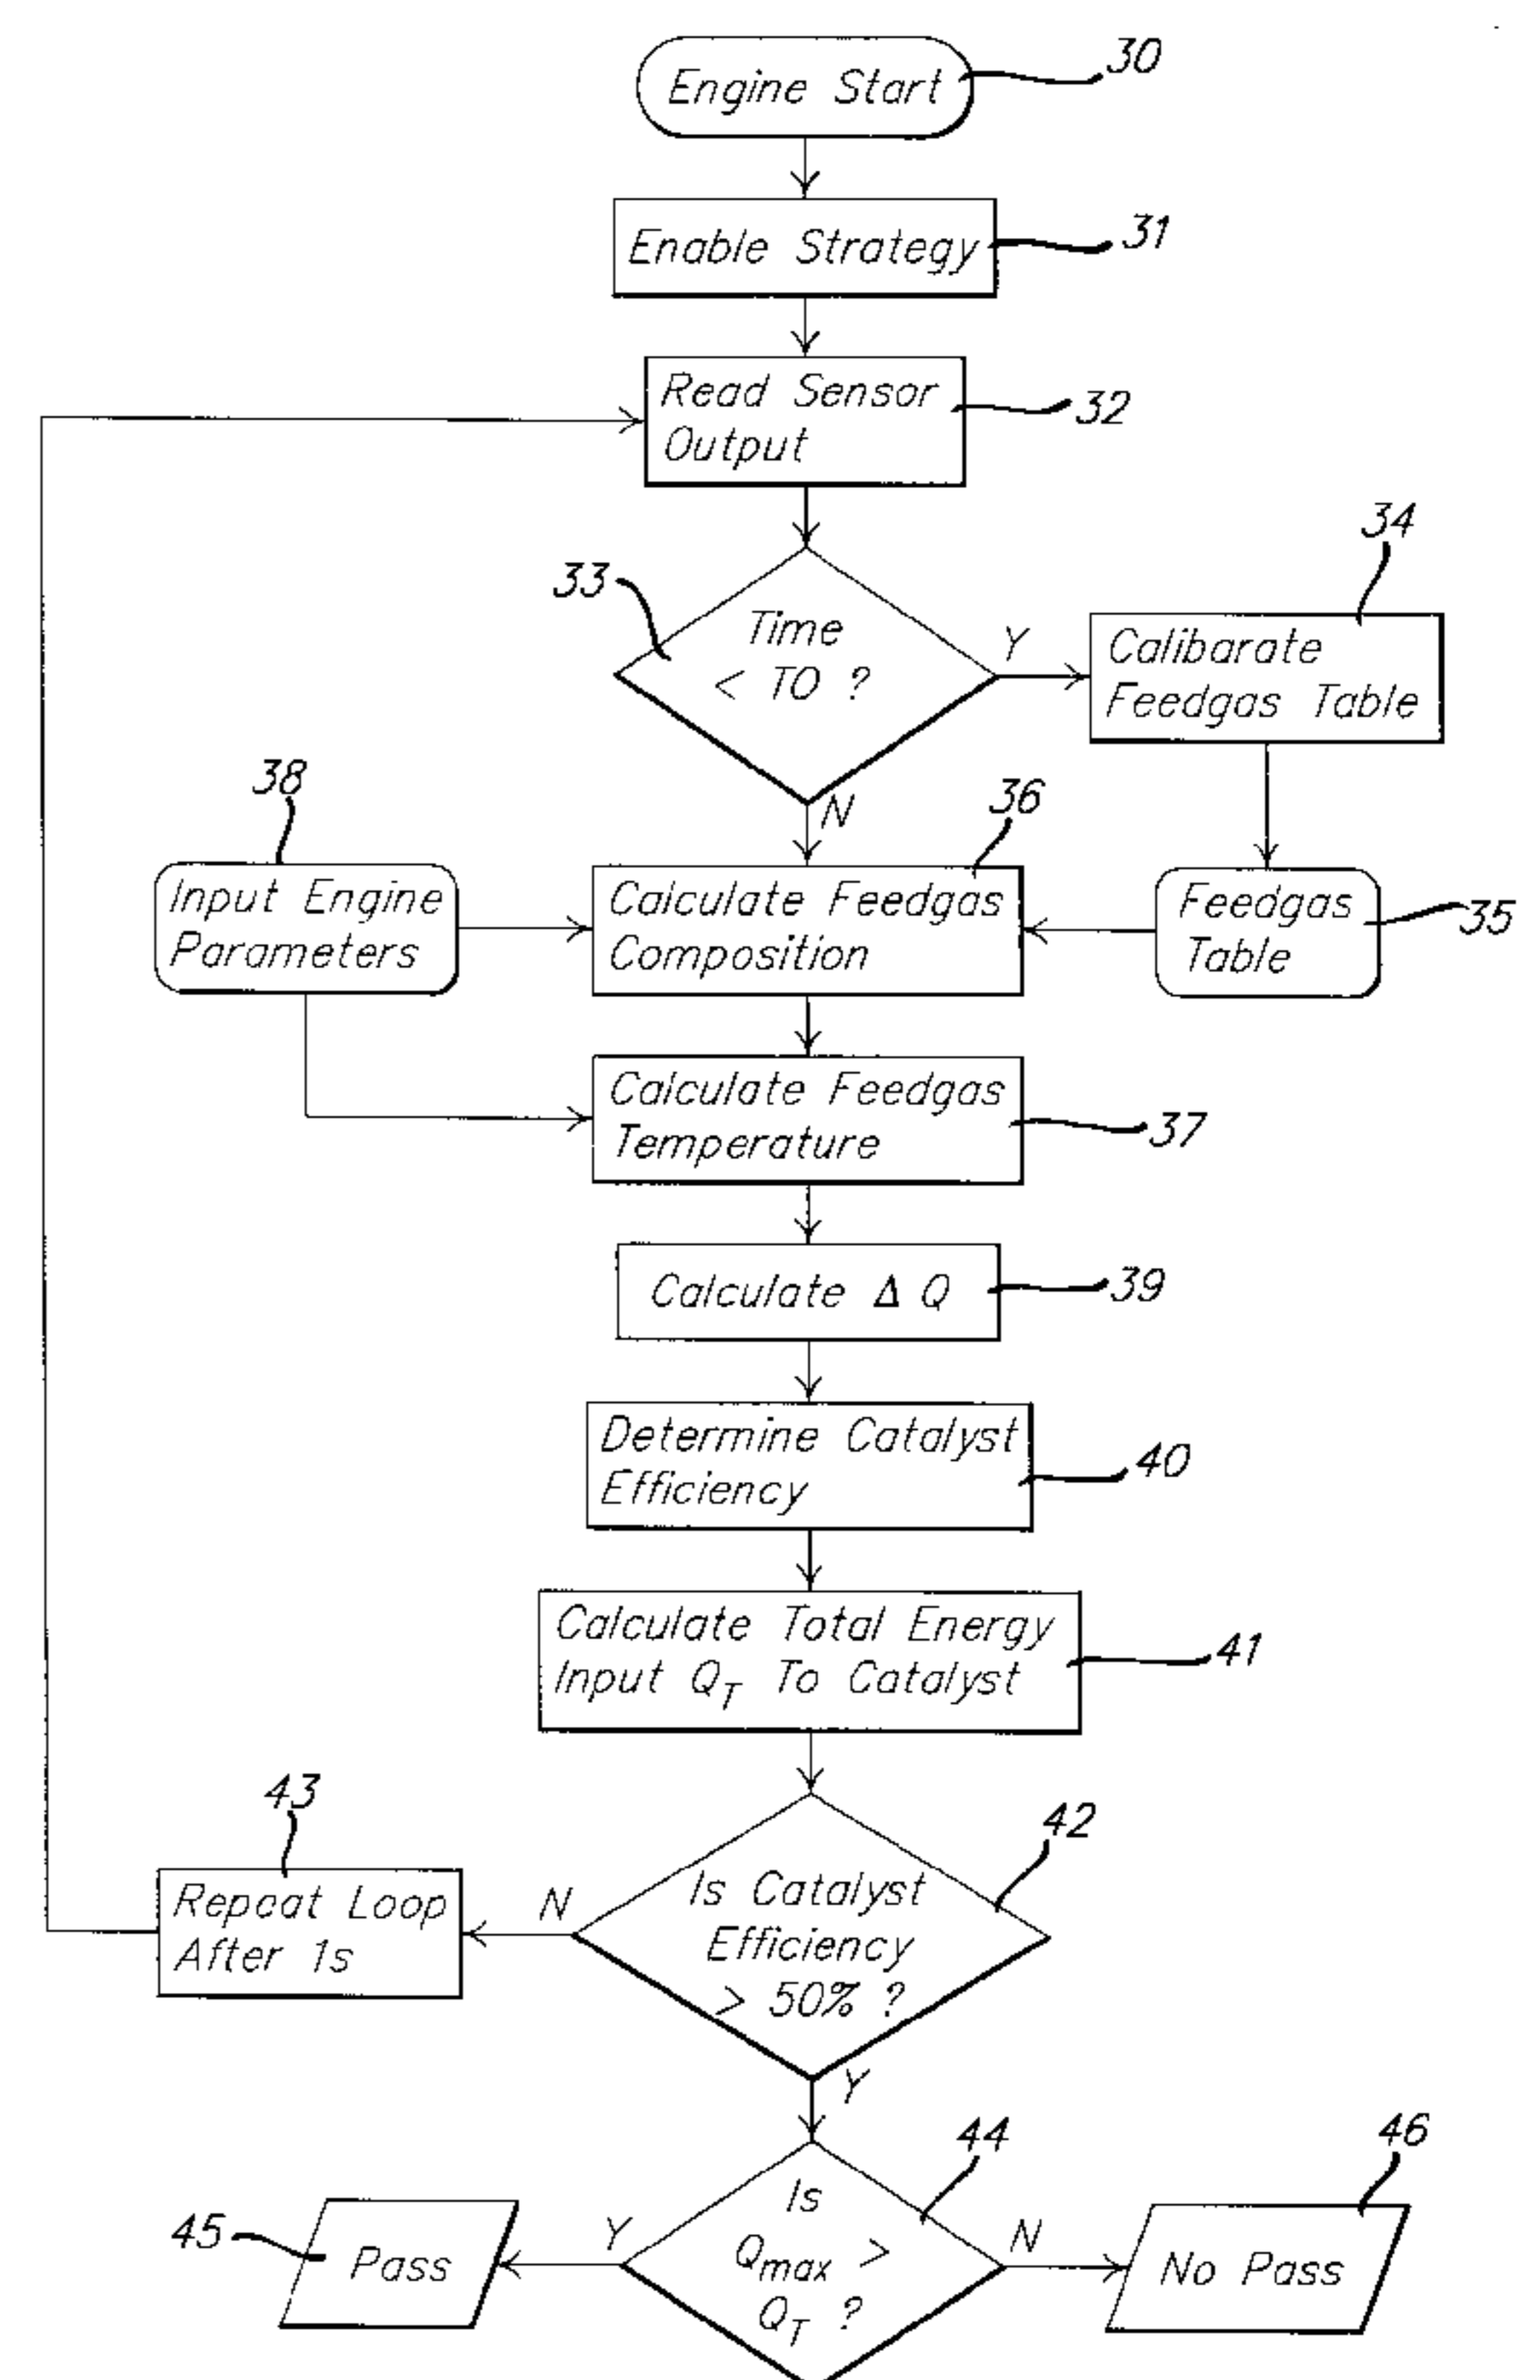 Engine Start
30
Enable Strategy
31
Read Sensor
Output
32
33
Time
< TO ?
Y
N
34
Calibarate
Feedgas Table
38
Input Engine
Parameters
36
Calculate Feedgas
Composition
Feedgas
Table
35
Calculate Feedgas
Temperature
37
Calculate Δ Q
39
Determine Catalyst
Efficiency
40
Calculate Total Energy
Input QT To Catalyst
41
43
Repeat Loop
After 1s
N
42
Is Catalyst
Efficiency
> 50% ?
Y
44
Is
Qmax >
QT ?
Y
N
45
Pass
46
No Pass